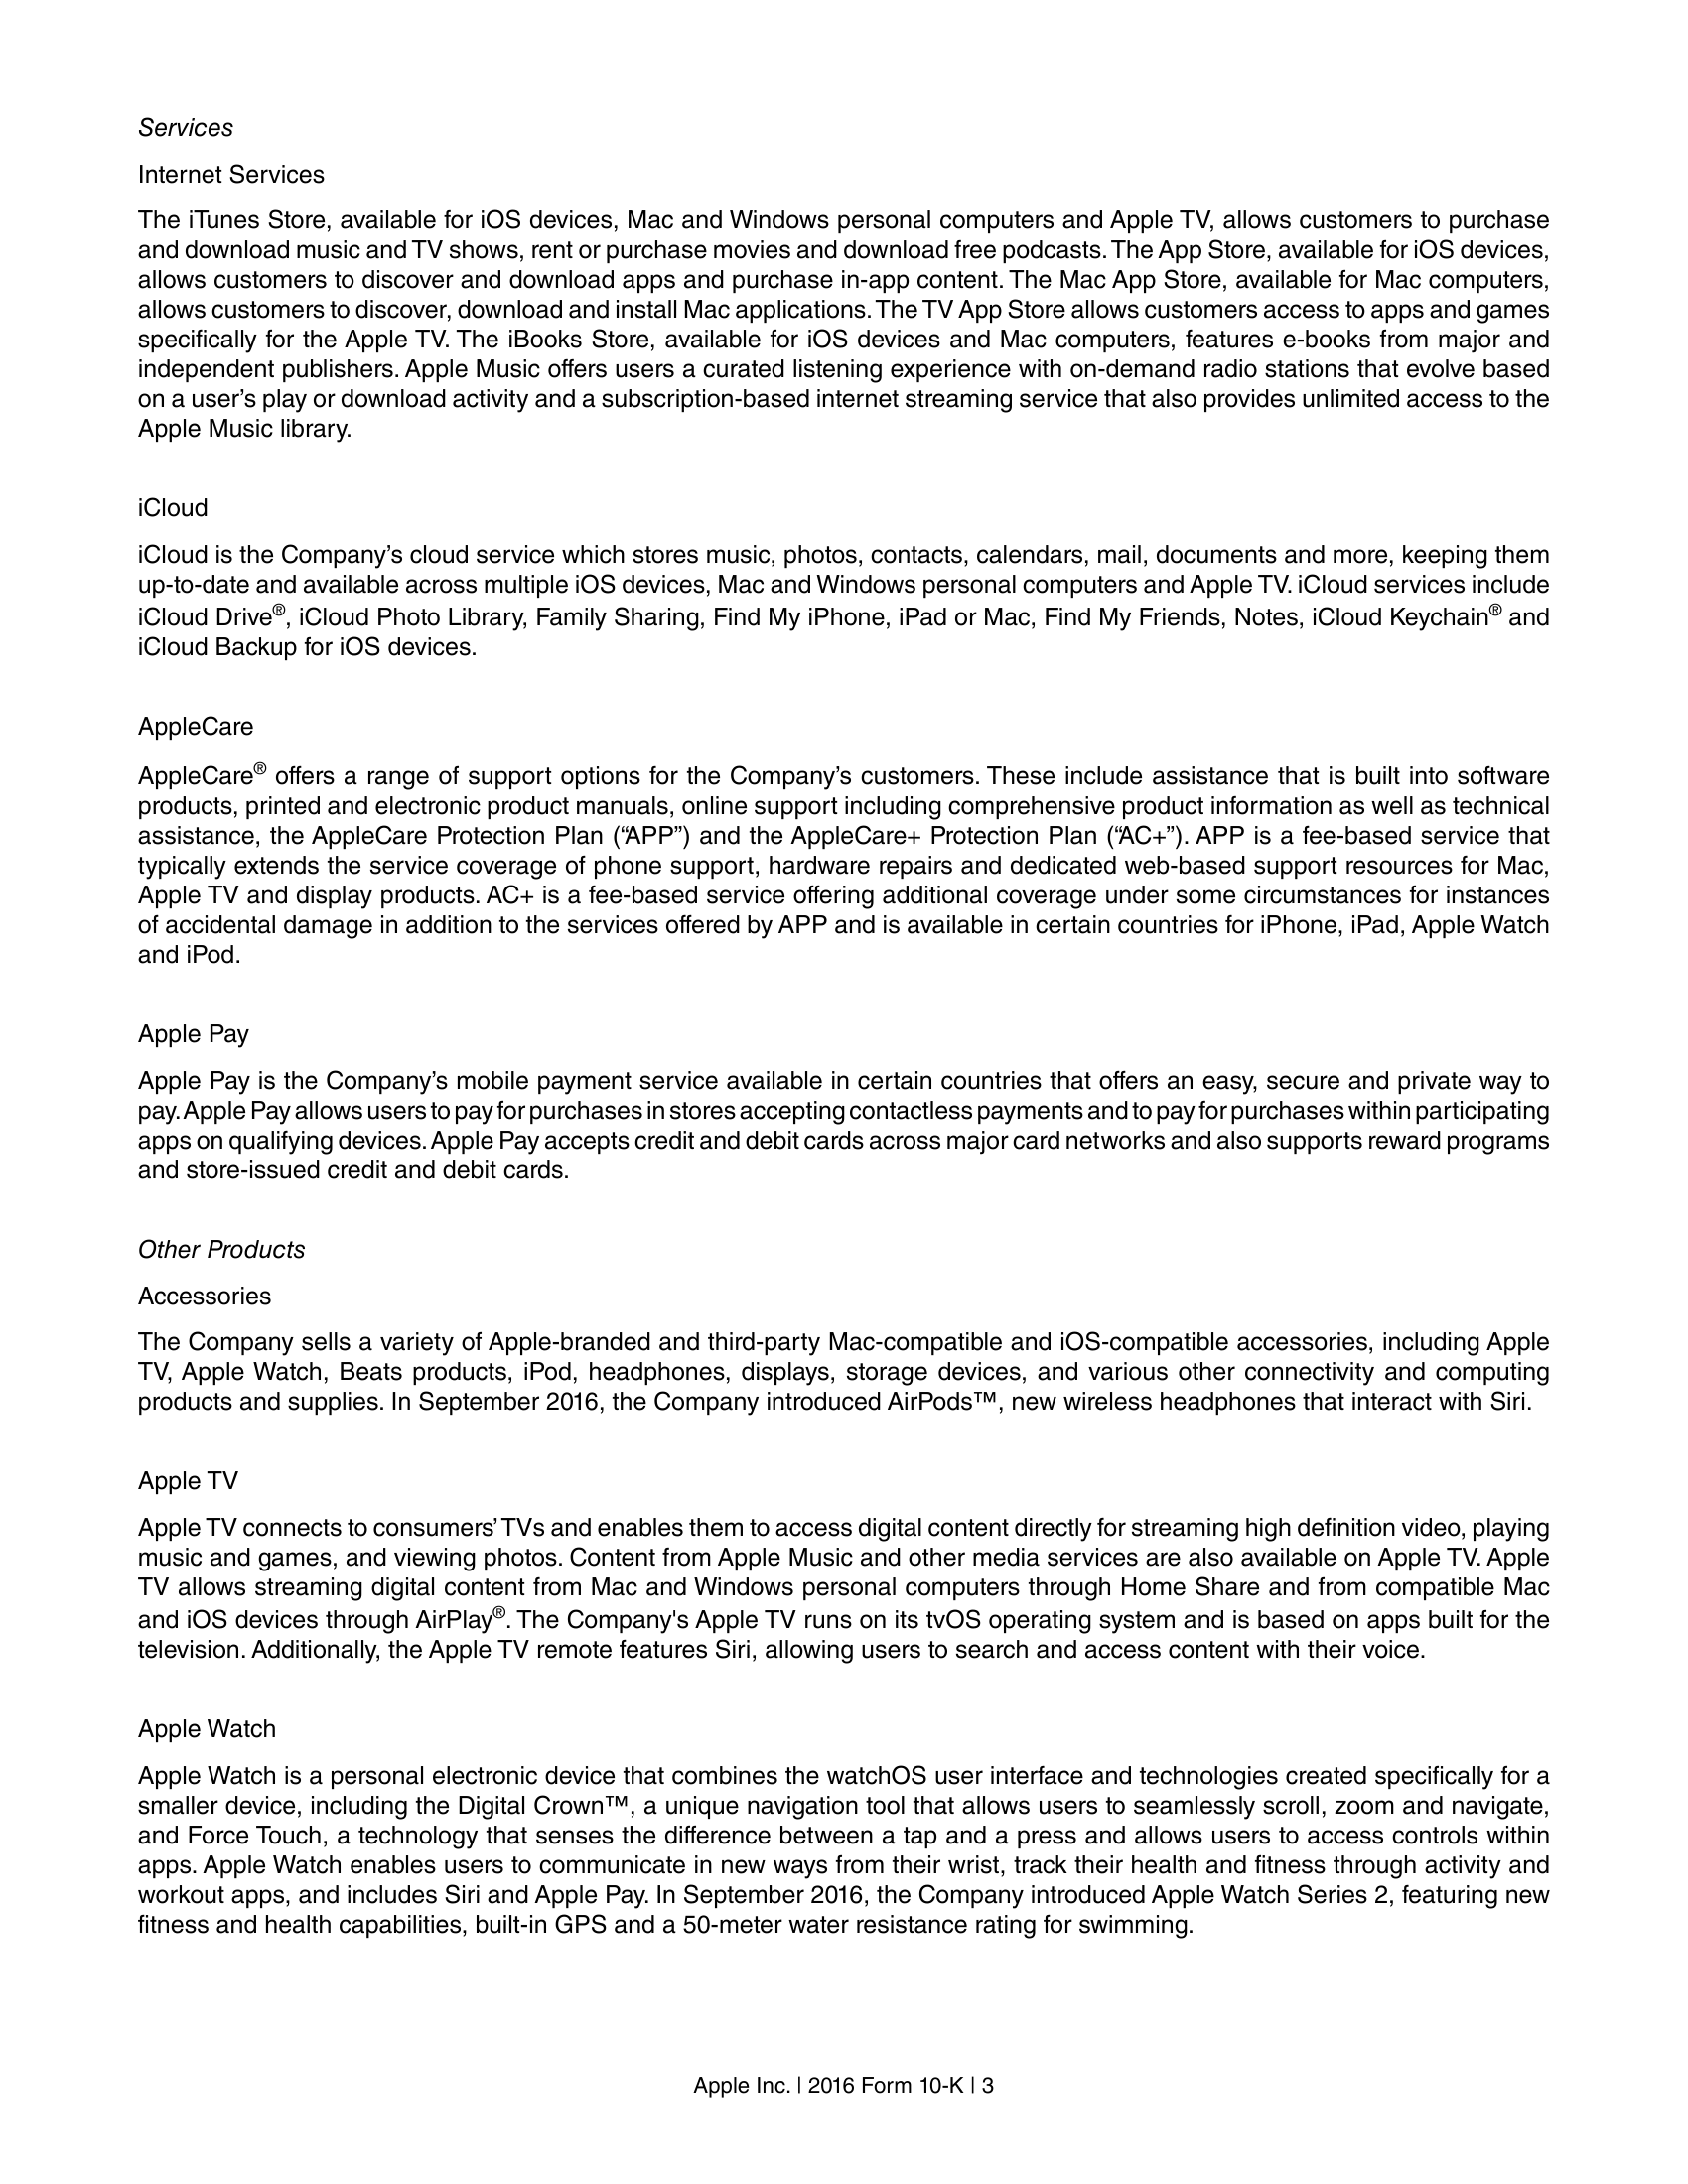 Services
Internet Services
The iTunes Store, available for iOS devices, Mac and Windows personal computers and Apple TV, allows customers to purchase
and download music and TV shows, rent or purchase movies and download free podcasts. The App Store, available for iOS devices,
allows customers to discover and download apps and purchase in-app content. The Mac App Store, available for Mac computers,
allows customers to discover, download and install Mac applications. The TV App Store allows customers access to apps and games
specifically for the Apple TV. The iBooks Store, available for iOS devices and Mac computers, features e-books from major and
independent publishers. Apple Music offers users a curated listening experience with on-demand radio stations that evolve based
on a user’s play or download activity and a subscription-based internet streaming service that also provides unlimited access to the
Apple Music library.
iCloud
iCloud is the Company’s cloud service which stores music, photos, contacts, calendars, mail, documents and more, keeping them
up-to-date and available across multiple iOS devices, Mac and Windows personal computers and Apple TV. iCloud services include
iCloud Drive®, iCloud Photo Library, Family Sharing, Find My iPhone, iPad or Mac, Find My Friends, Notes, iCloud Keychain® and
iCloud Backup for iOS devices.
AppleCare
AppleCare® offers a range of support options for the Company’s customers. These include assistance that is built into software
products, printed and electronic product manuals, online support including comprehensive product information as well as technical
assistance, the AppleCare Protection Plan (“APP”) and the AppleCare+ Protection Plan (“AC+”). APP is a fee-based service that
typically extends the service coverage of phone support, hardware repairs and dedicated web-based support resources for Mac,
Apple TV and display products. AC+ is a fee-based service offering additional coverage under some circumstances for instances
of accidental damage in addition to the services offered by APP and is available in certain countries for iPhone, iPad, Apple Watch
and iPod.
Apple Pay
Apple Pay is the Company’s mobile payment service available in certain countries that offers an easy, secure and private way to
pay. Apple Pay allows users to pay for purchases in stores accepting contactless payments and to pay for purchases within participating
apps on qualifying devices. Apple Pay accepts credit and debit cards across major card networks and also supports reward programs
and store-issued credit and debit cards.
Other Products
Accessories
The Company sells a variety of Apple-branded and third-party Mac-compatible and iOS-compatible accessories, including Apple
TV, Apple Watch, Beats products, iPod, headphones, displays, storage devices, and various other connectivity and computing
products and supplies. In September 2016, the Company introduced AirPods™, new wireless headphones that interact with Siri.
Apple TV
Apple TV connects to consumers’ TVs and enables them to access digital content directly for streaming high definition video, playing
music and games, and viewing photos. Content from Apple Music and other media services are also available on Apple TV. Apple
TV allows streaming digital content from Mac and Windows personal computers through Home Share and from compatible Mac
and iOS devices through AirPlay®. The Company's Apple TV runs on its tvOS operating system and is based on apps built for the
television. Additionally, the Apple TV remote features Siri, allowing users to search and access content with their voice.
Apple Watch
Apple Watch is a personal electronic device that combines the watchOS user interface and technologies created specifically for a
smaller device, including the Digital Crown™, a unique navigation tool that allows users to seamlessly scroll, zoom and navigate,
and Force Touch, a technology that senses the difference between a tap and a press and allows users to access controls within
apps. Apple Watch enables users to communicate in new ways from their wrist, track their health and fitness through activity and
workout apps, and includes Siri and Apple Pay. In September 2016, the Company introduced Apple Watch Series 2, featuring new
fitness and health capabilities, built-in GPS and a 50-meter water resistance rating for swimming.
Apple Inc. | 2016 Form 10-K | 3